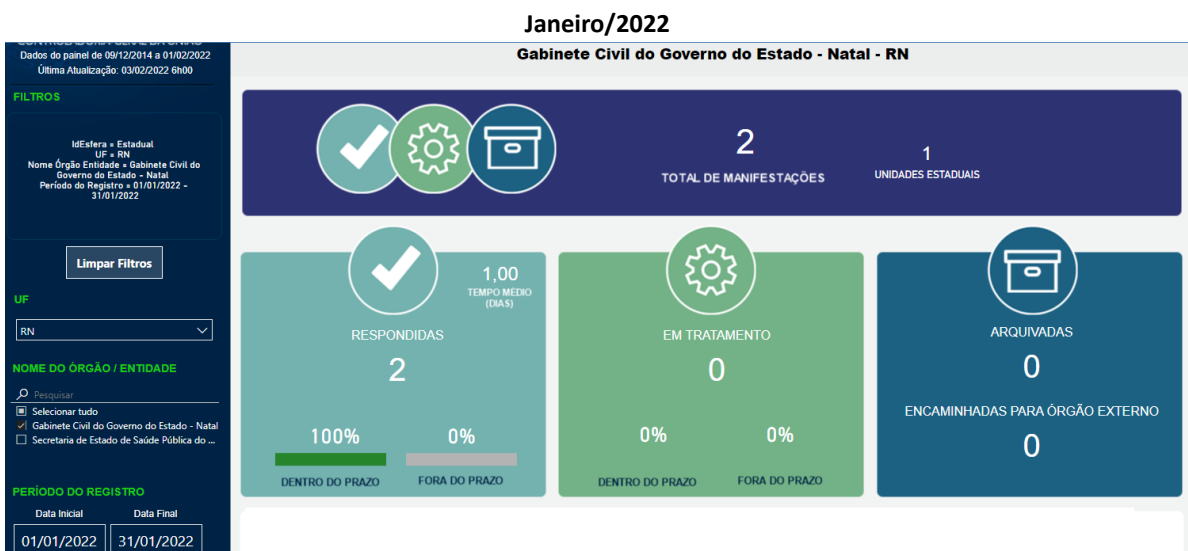 Janeiro/2022
CONTROLADORIA-GERAL DA UNIÃO
Dados do painel de 09/12/2014 a 01/02/2022
Última Atualização: 03/02/2022 6h00
FILTROS
IdEsfera = Estadual
UF = RN
Nome Órgão Entidade = Gabinete Civil do
Governo do Estado - Natal
Período do Registro = 01/01/2022 -
31/01/2022
Limpar Filtros
UF
RN
NOME DO ÓRGÃO / ENTIDADE
Pesquisar
Selecionar tudo
Gabinete Civil do Governo do Estado - Natal
Secretaria de Estado de Saúde Pública do ...
PERÍODO DO REGISTRO
Data Inicial Data Final
01/01/2022 31/01/2022
Gabinete Civil do Governo do Estado - Natal - RN
2
TOTAL DE MANIFESTAÇÕES
1
UNIDADES ESTADUAIS
1,00
TEMPO MÉDIO
(DIAS)
RESPONDIDAS
2
100% 0%
DENTRO DO PRAZO FORA DO PRAZO
EM TRATAMENTO
0
0% 0%
DENTRO DO PRAZO FORA DO PRAZO
ARQUIVADAS
0
ENCAMINHADAS PARA ÓRGÃO EXTERNO
0